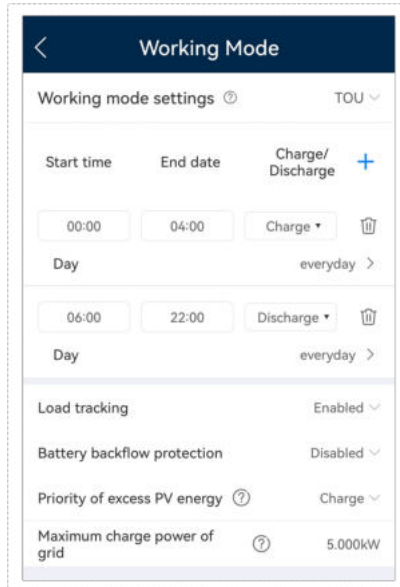 Working Mode
Working mode settings ? TOU
Start time End date Charge/
Discharge +
00:00 04:00 Charge
Day everyday >
06:00 22:00 Discharge
Day everyday >
Load tracking Enabled
Battery backflow protection Disabled
Priority of excess PV energy ? Charge
Maximum charge power of
grid ? 5.000kW